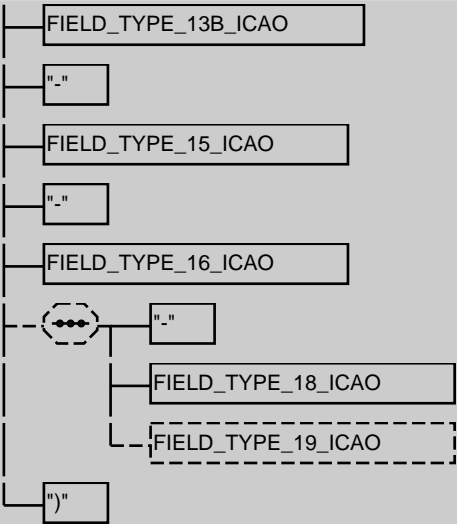 FIELD_TYPE_13B_ICAO
"-"
FIELD_TYPE_15_ICAO
"-"
FIELD_TYPE_16_ICAO
"-"
FIELD_TYPE_18_ICAO
FIELD_TYPE_19_ICAO
")"